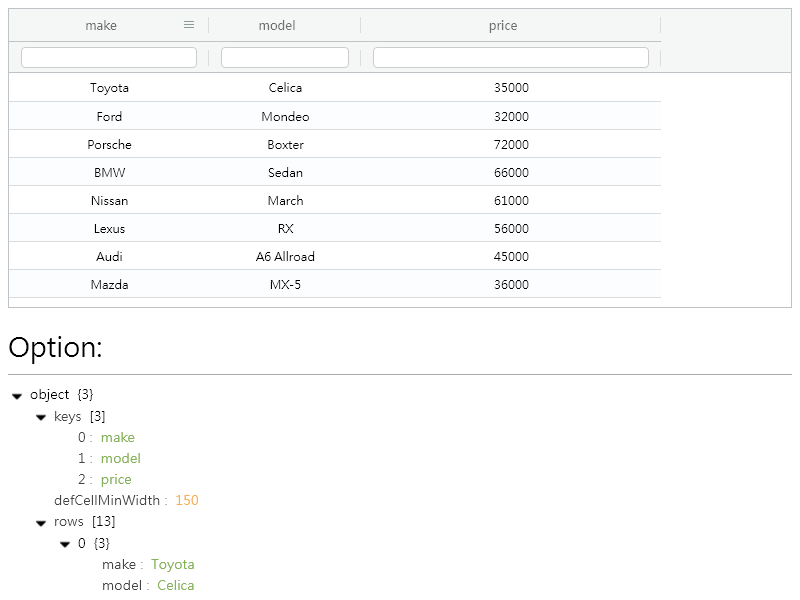 make model price
Toyota Celica 35000
Ford Mondeo 32000
Porsche Boxter 72000
BMW Sedan 66000
Nissan March 61000
Lexus RX 56000
Audi A6 Allroad 45000
Mazda MX-5 36000
Option:
object {3}
keys [3]
0 : make
1 : model
2 : price
defCellMinWidth : 150
rows [13]
0 {3}
make : Toyota
model : Celica